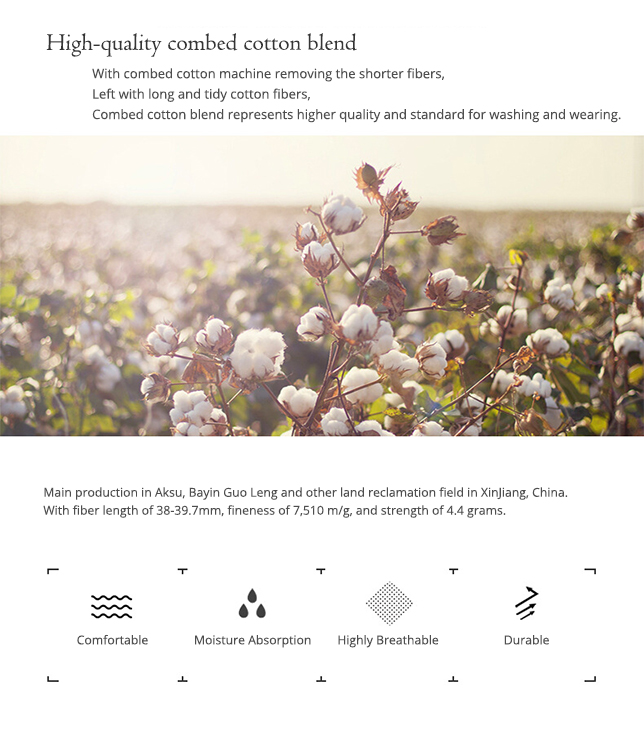 High-quality combed cotton blend
With combed cotton machine removing the shorter fibers,
Left with long and tidy cotton fibers,
Combed cotton blend represents higher quality and standard for washing and wearing.
Main production in Aksu, Bayin Guo Leng and other land reclamation field in XinJiang, China.
With fiber length of 38-39.7mm, fineness of 7,510 m/g, and strength of 4.4 grams.
Comfortable
Moisture Absorption
Highly Breathable
Durable